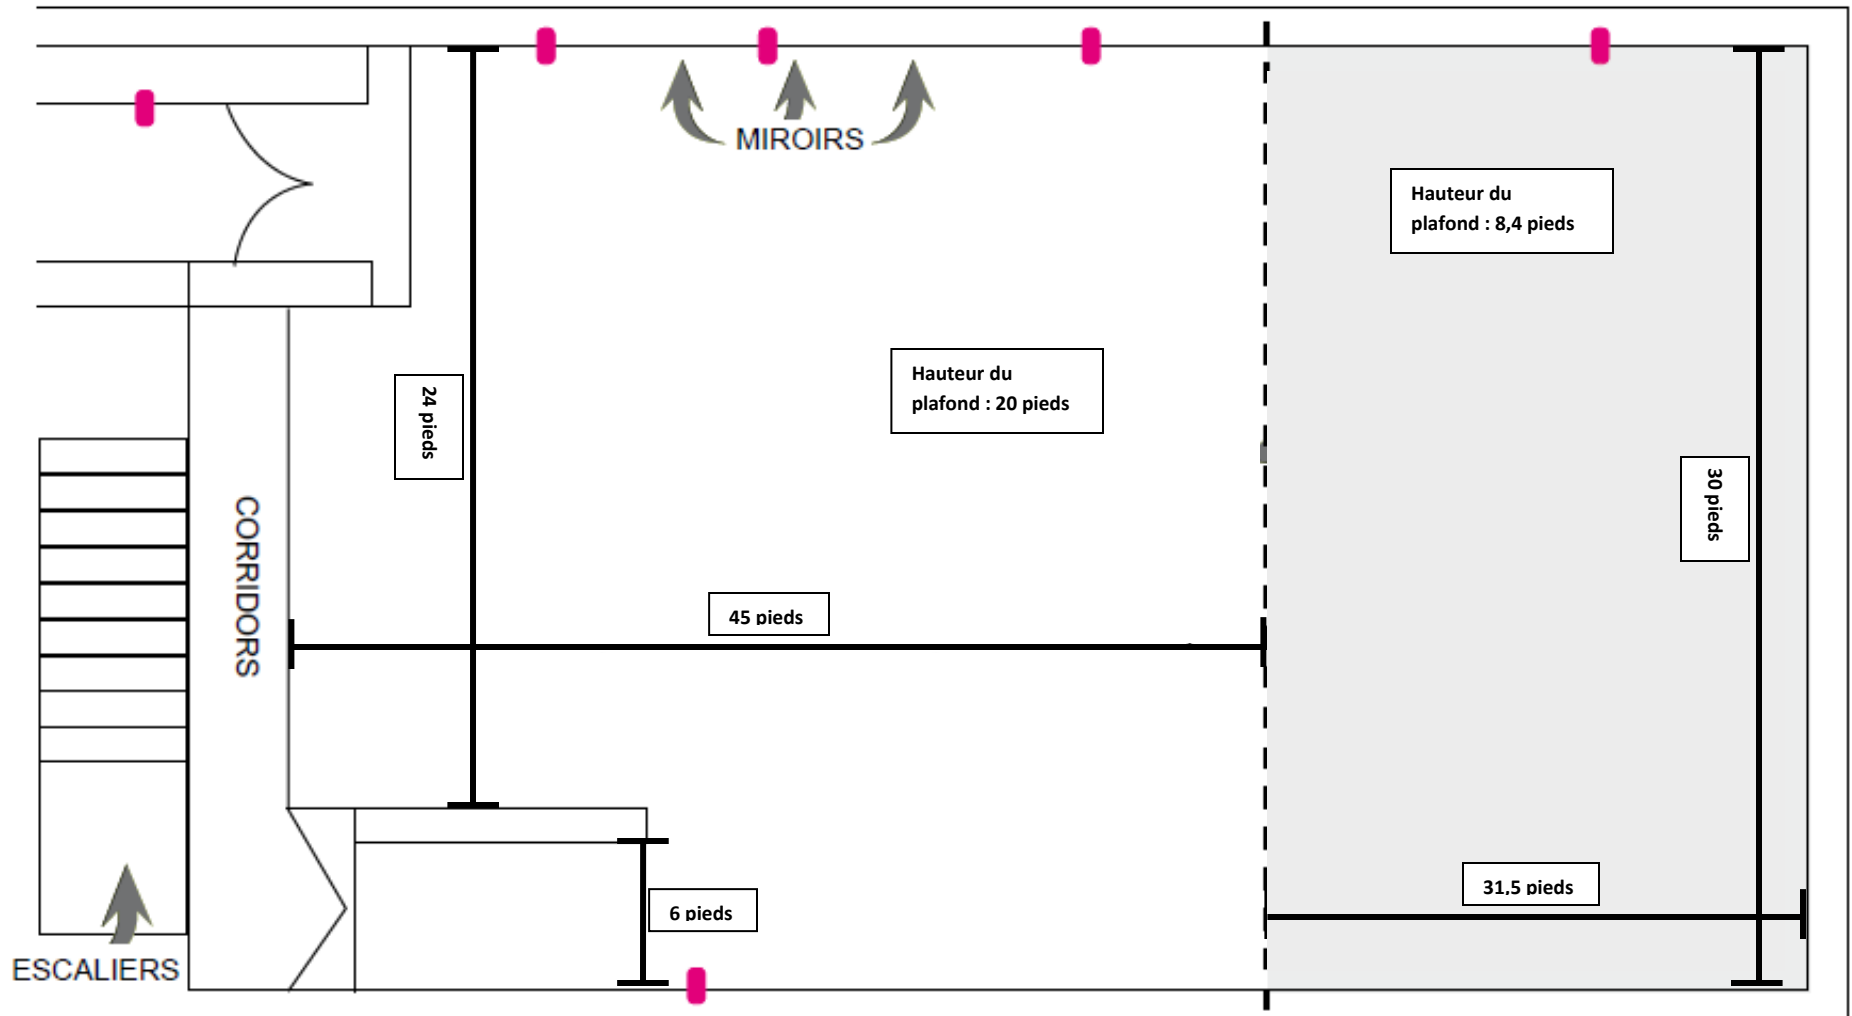 MIROIRS
Hauteur du
plafond : 8,4 pieds
Hauteur du
plafond : 20 pieds
24 pieds
30 pieds
CORRIDORS
45 pieds
31,5 pieds
6 pieds
ESCALIERS